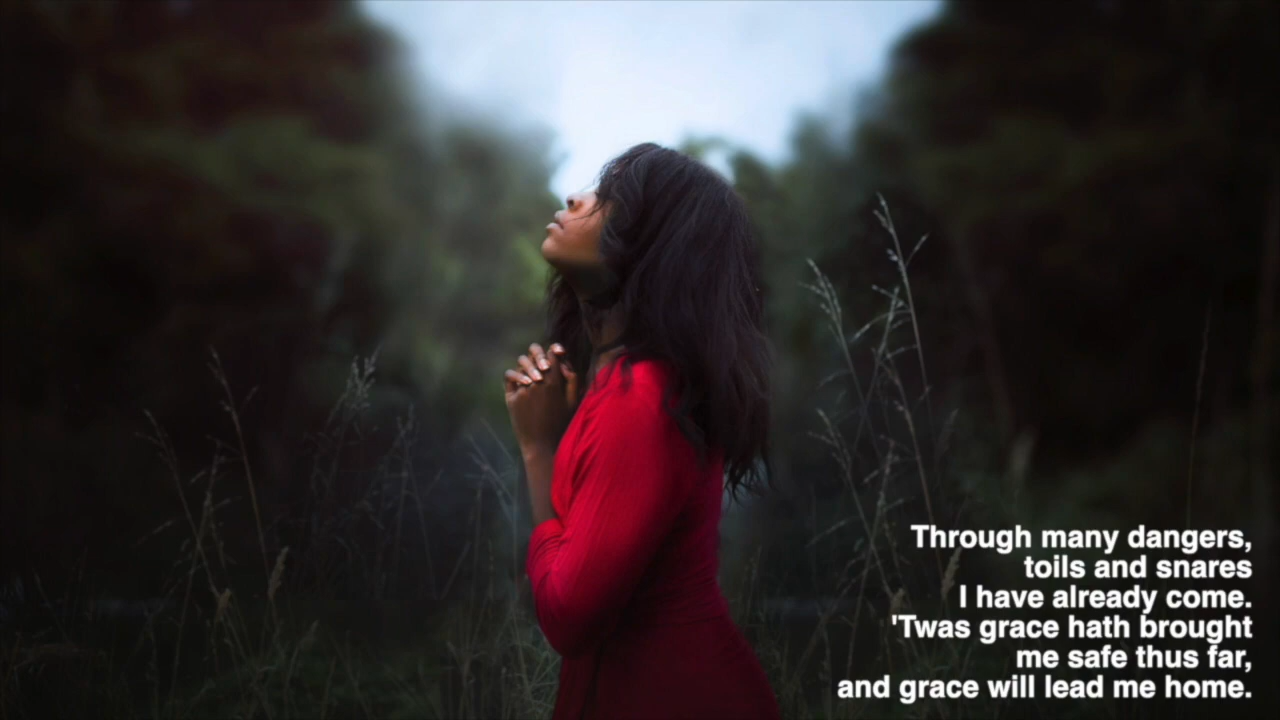 Through many dangers,
toils and snares
I have already come.
'Twas grace hath brought
me safe thus far,
and grace will lead me home.